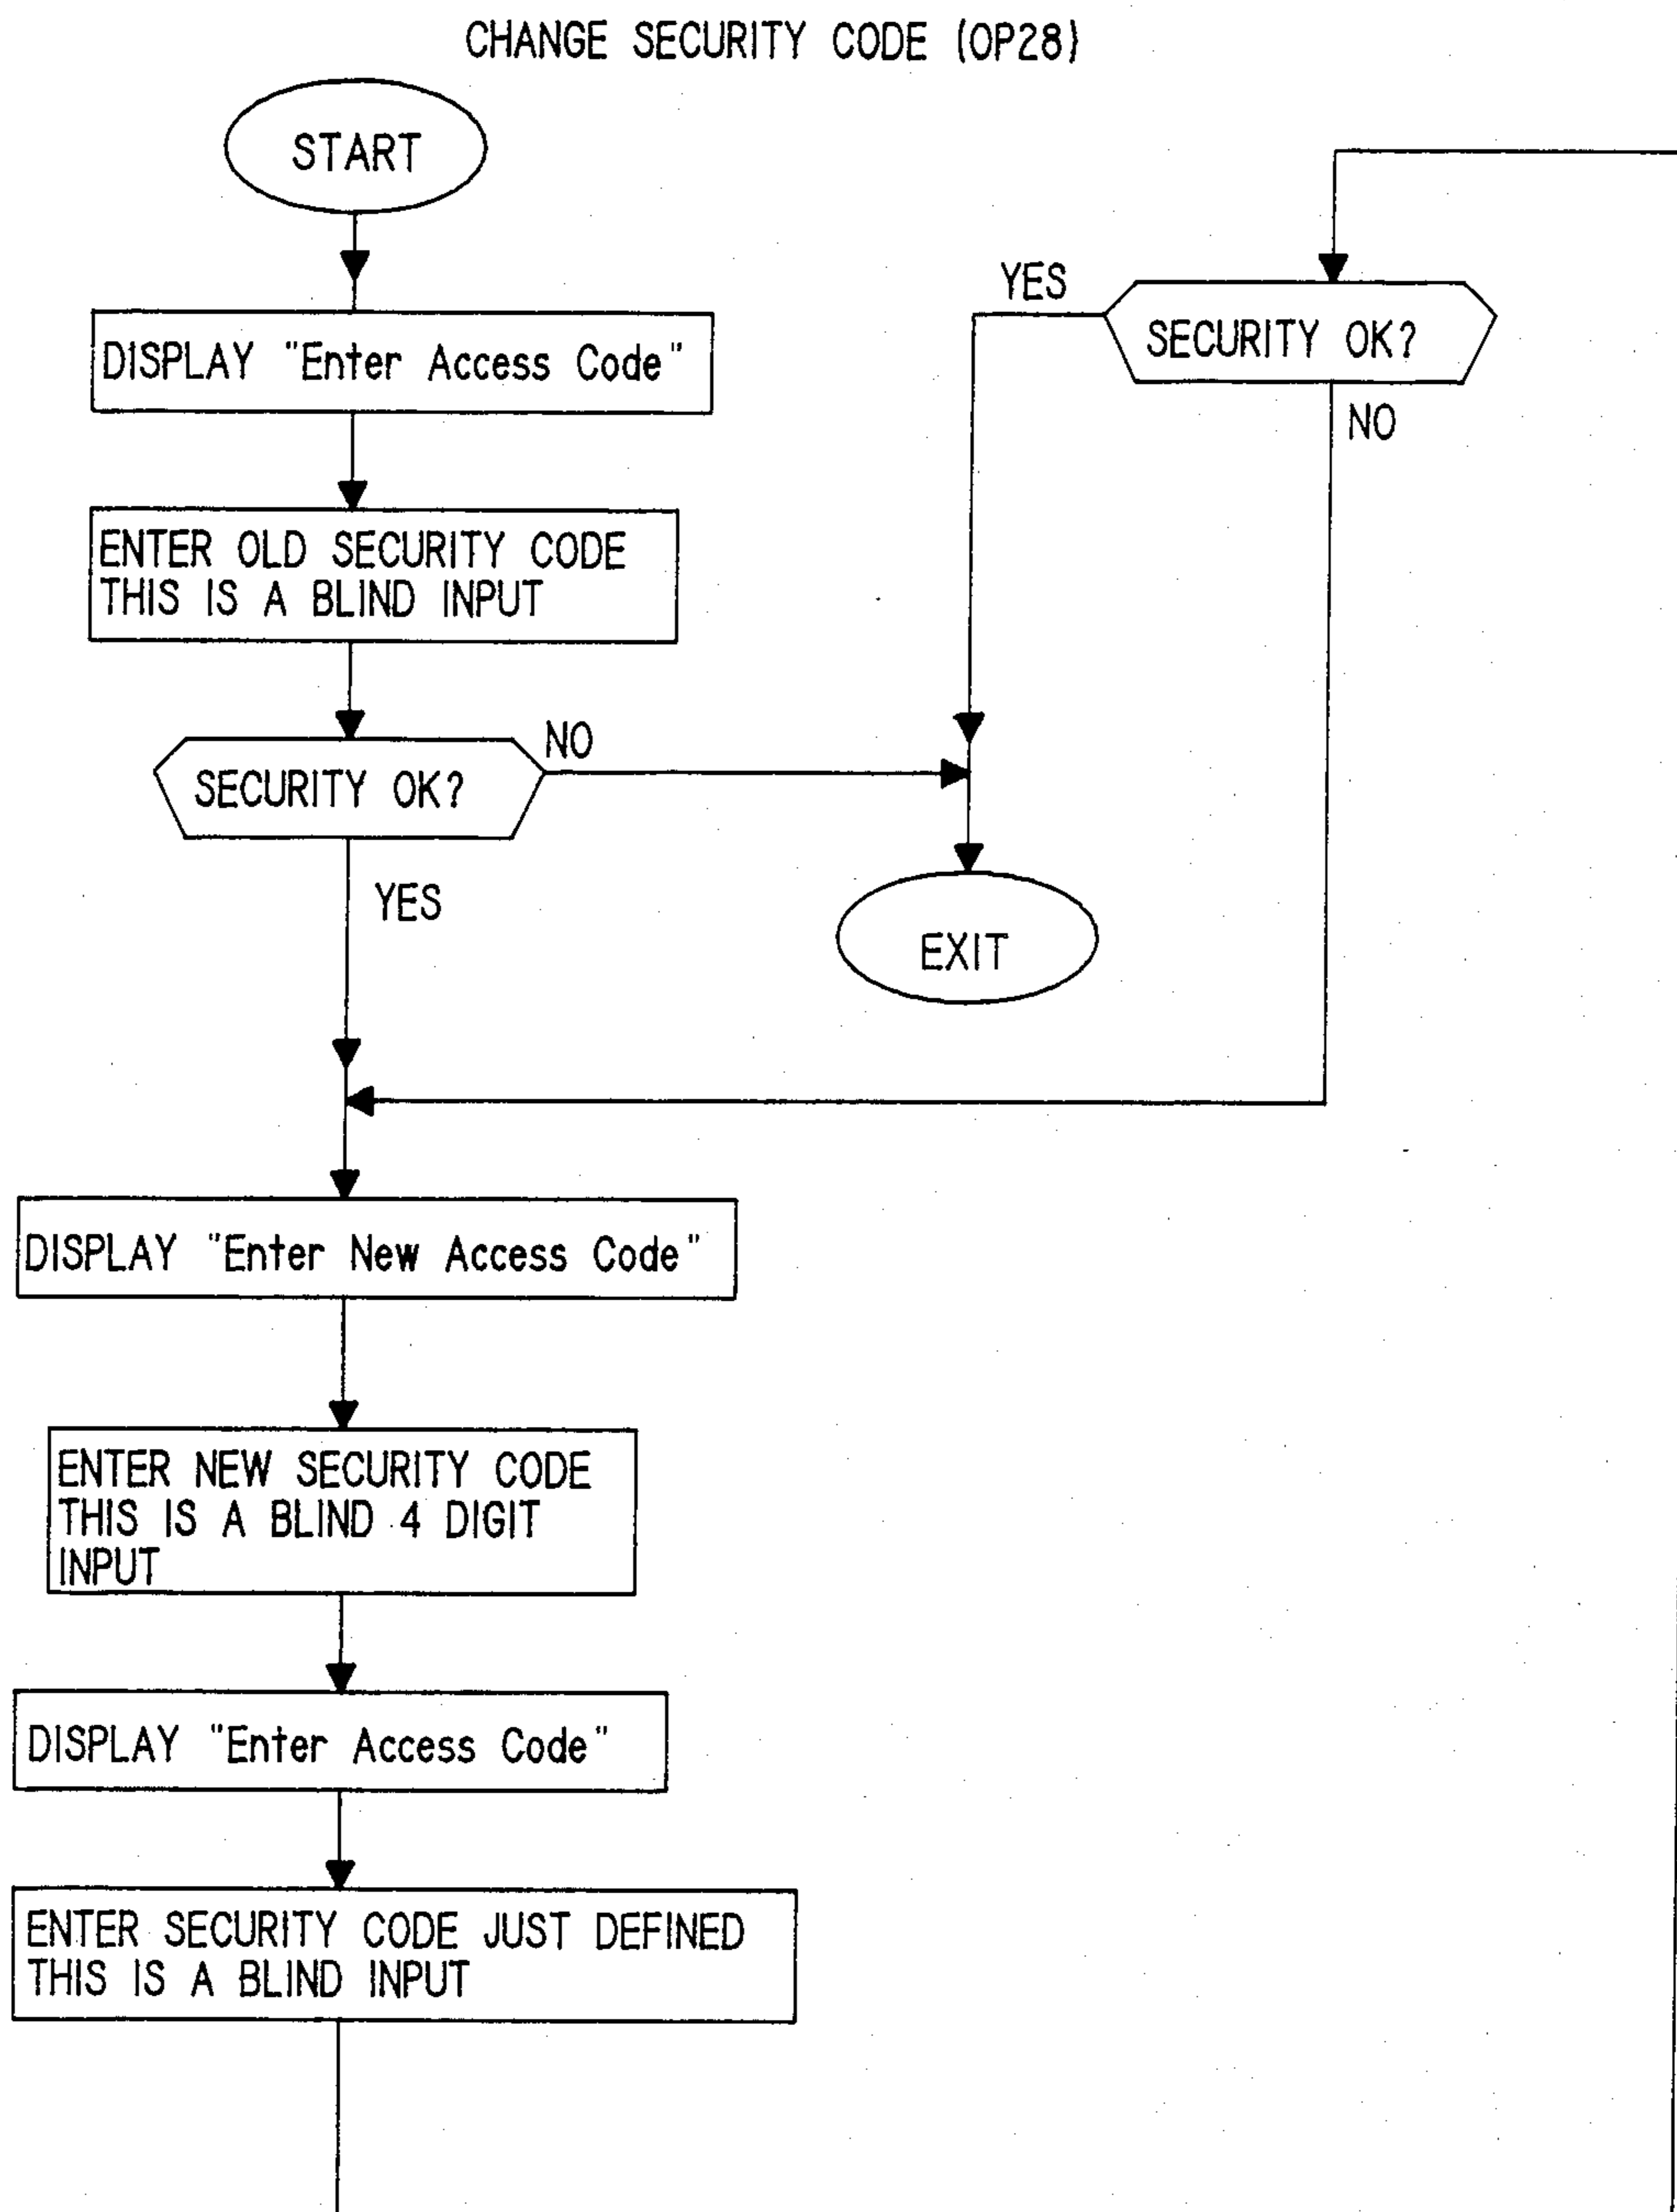 CHANGE SECURITY CODE (OP28)
START
DISPLAY "Enter Access Code"
ENTER OLD SECURITY CODE
THIS IS A BLIND INPUT
SECURITY OK?
NO
YES
YES
SECURITY OK?
NO
EXIT
DISPLAY "Enter New Access Code"
ENTER NEW SECURITY CODE
THIS IS A BLIND 4 DIGIT
INPUT
DISPLAY "Enter Access Code"
ENTER SECURITY CODE JUST DEFINED
THIS IS A BLIND INPUT